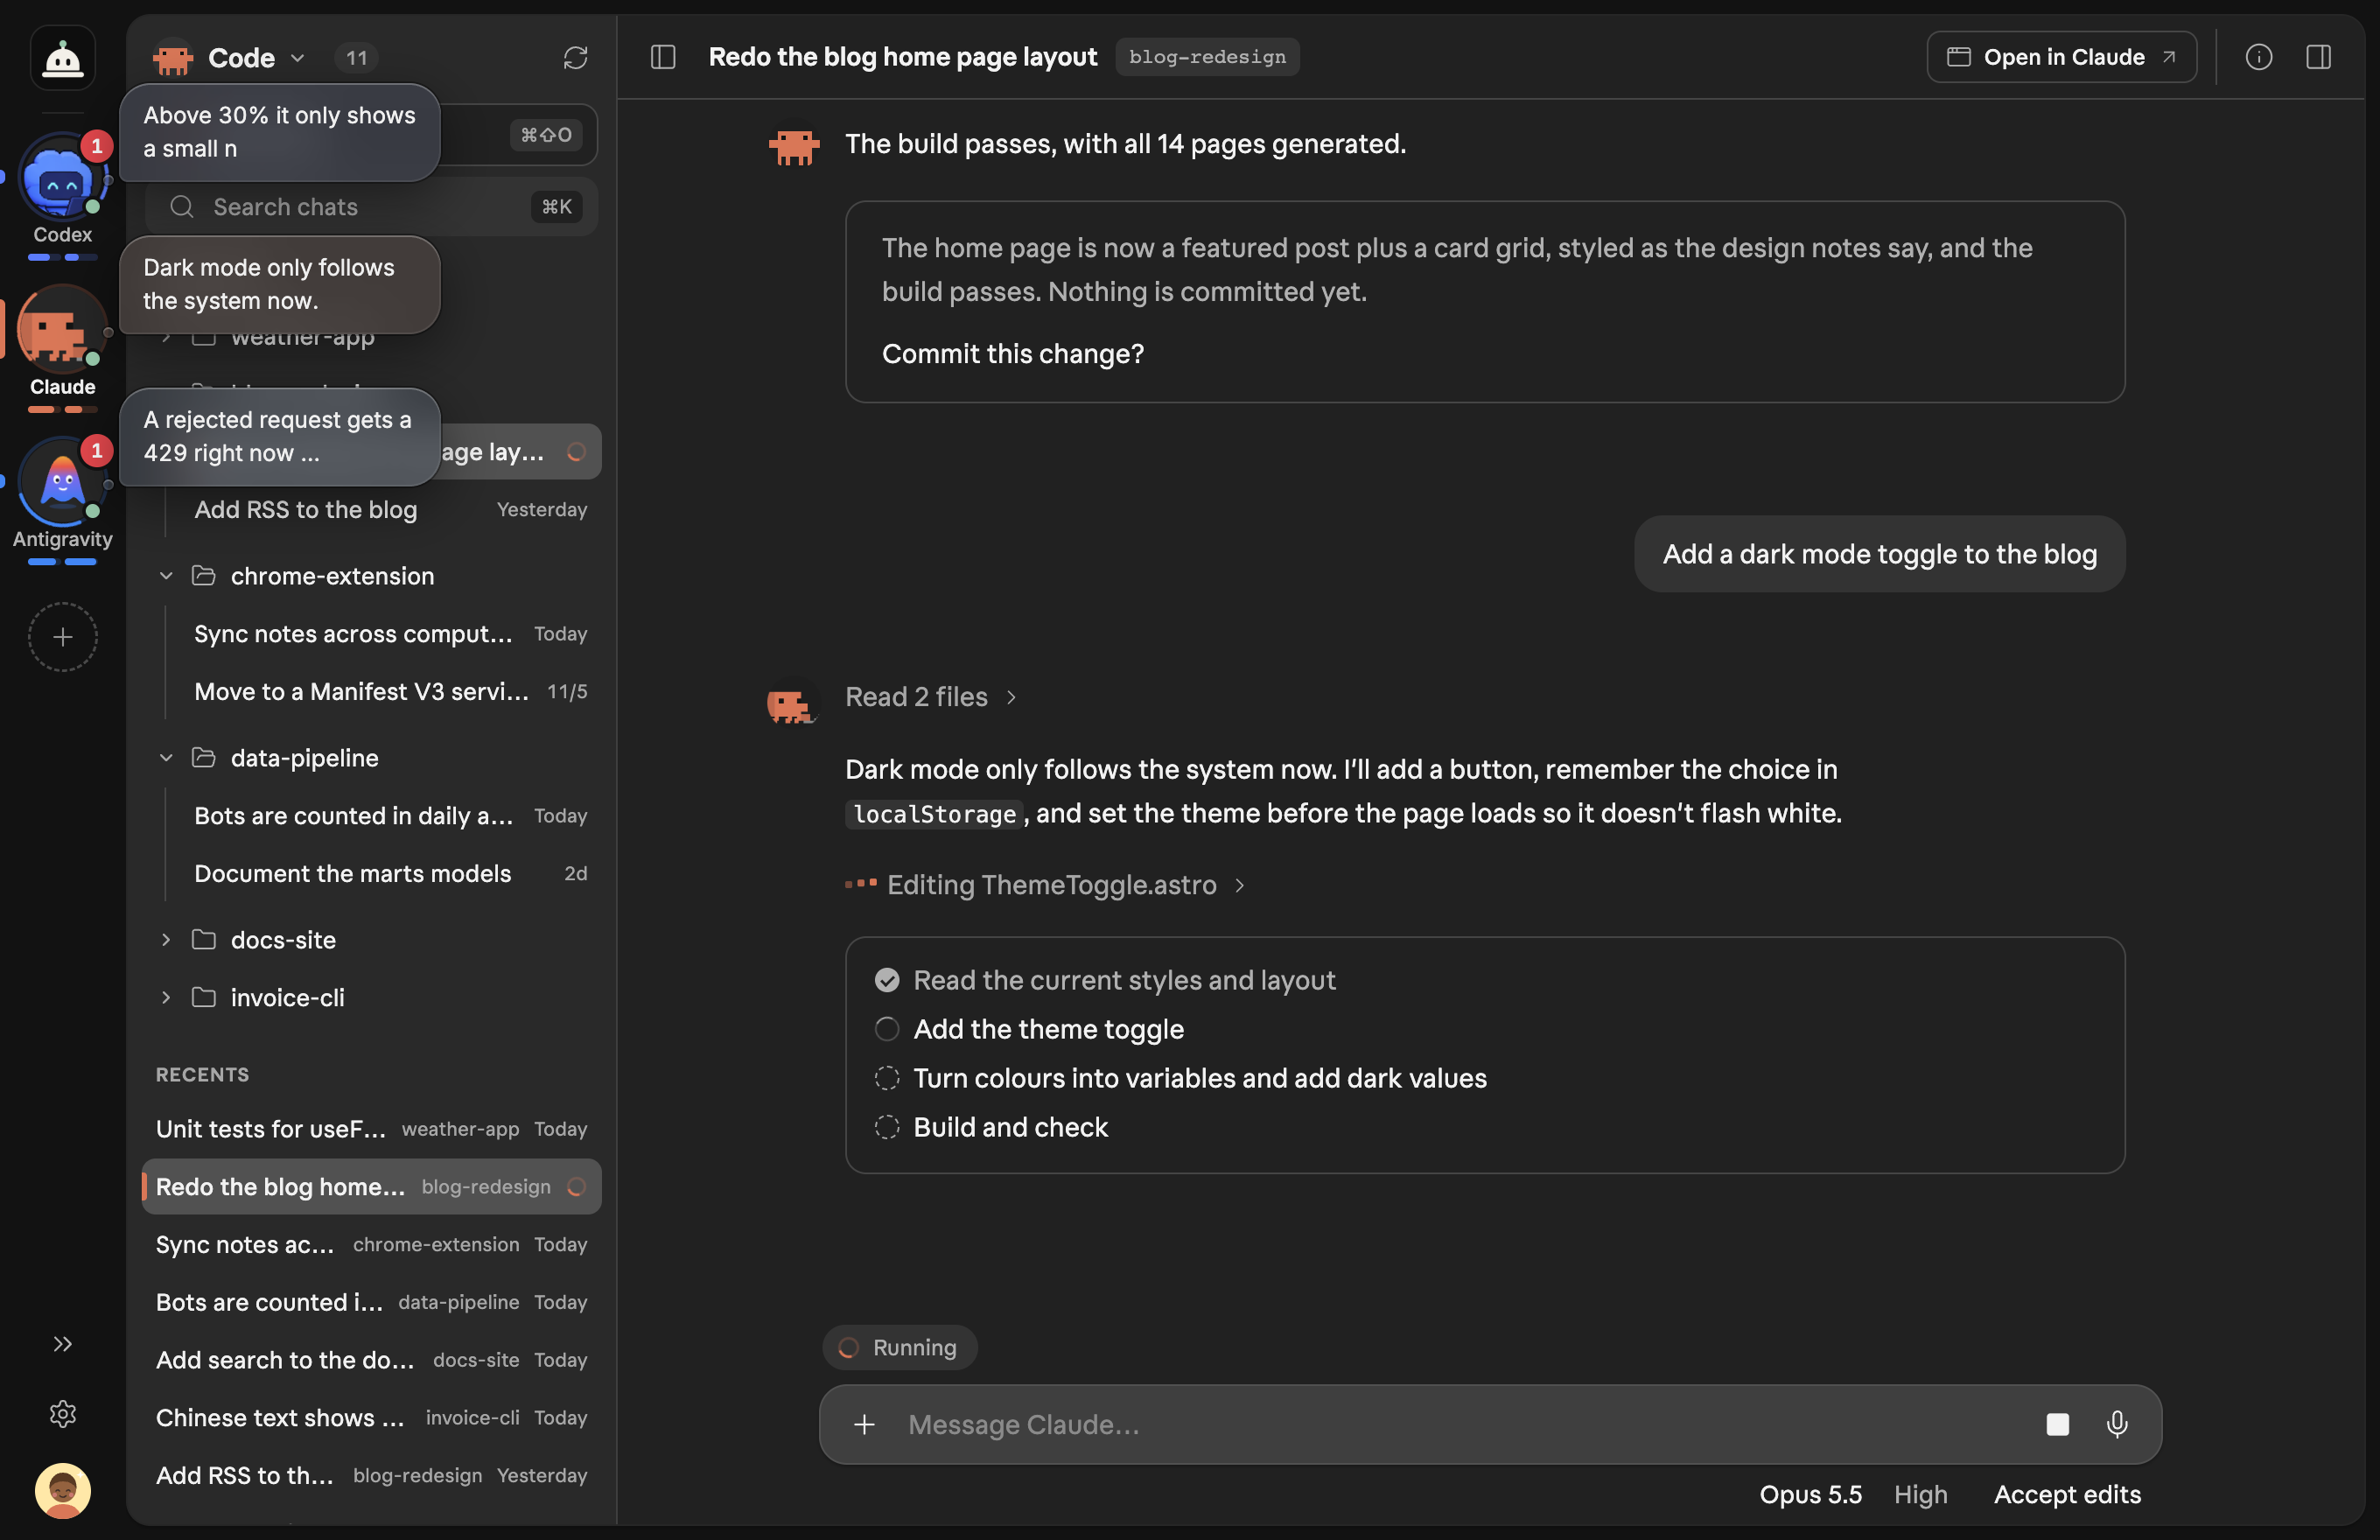 Code
11
Above 30% it only shows
a small n
⌘⇧O
1
Codex
Search chats
⌘K
Dark mode only follows
the system now.
weather-app
Claude
A rejected request gets a
429 right now ...
age lay...
1
Antigravity
Add RSS to the blog Yesterday
chrome-extension
Sync notes across comput... Today
Move to a Manifest V3 servi... 11/5
data-pipeline
Bots are counted in daily a... Today
Document the marts models 2d
docs-site
invoice-cli
RECENTS
Unit tests for useF... weather-app Today
Redo the blog home... blog-redesign
Sync notes ac... chrome-extension Today
Bots are counted i... data-pipeline Today
Add search to the do... docs-site Today
Chinese text shows ... invoice-cli Today
Add RSS to th... blog-redesign Yesterday
Redo the blog home page layout blog-redesign
Open in Claude
The build passes, with all 14 pages generated.
The home page is now a featured post plus a card grid, styled as the design notes say, and the
build passes. Nothing is committed yet.
Commit this change?
Add a dark mode toggle to the blog
Read 2 files
Dark mode only follows the system now. I’ll add a button, remember the choice in
localStorage, and set the theme before the page loads so it doesn’t flash white.
Editing ThemeToggle.astro
Read the current styles and layout
Add the theme toggle
Turn colours into variables and add dark values
Build and check
Running
Message Claude...
Opus 5.5 High Accept edits